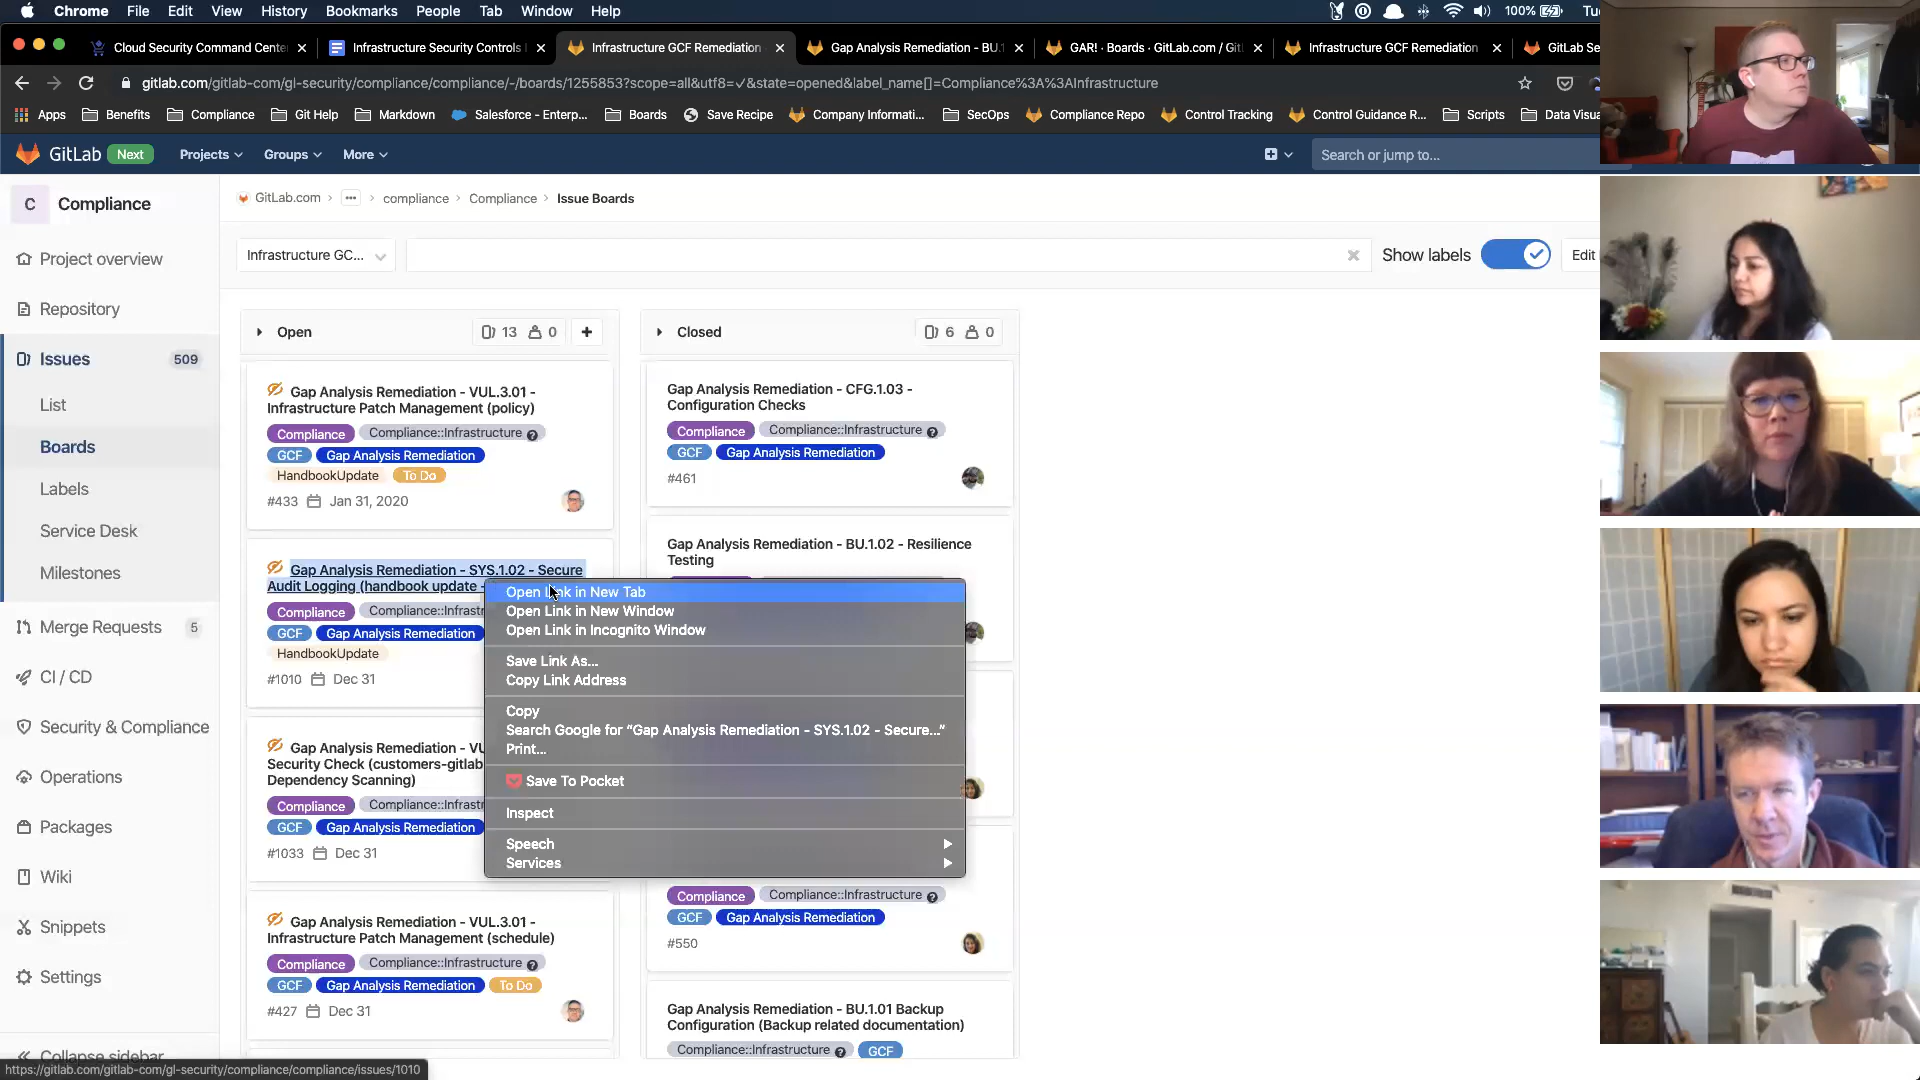 Chrome File Edit View History Bookmarks People Tab Window Help 100% Tu
Cloud Security Command Cente × Infrastructure Security Controls × Infrastructure GCF Remediation × Gap Analysis Remediation - BU.1 × GAR! · Boards · GitLab.com / Git × Infrastructure GCF Remediation × GitLab Se
gitlab.com/gitlab-com/gl-security/compliance/compliance/-/boards/1255853?scope=all&utf8=✓&state=opened&label_name[]=Compliance%3A%3AInfrastructure
Apps Benefits Compliance Git Help Markdown Salesforce - Enterp... Boards Save Recipe Company Informati... SecOps Compliance Repo Control Tracking Control Guidance R... Scripts Data Visua
GitLab Next Projects Groups More Search or jump to...
C Compliance
GitLab.com › ••• › compliance › Compliance › Issue Boards
Project overview
Repository
Issues 509
List
Boards
Labels
Service Desk
Milestones
Merge Requests 5
CI / CD
Security & Compliance
Operations
Packages
Wiki
Snippets
Settings
Collapse sidebar
https://gitlab.com/gitlab-com/gl-security/compliance/compliance/issues/1010
Infrastructure GC... Show labels Edit
Open 13 0 +
Gap Analysis Remediation - VUL.3.01 -
Infrastructure Patch Management (policy)
Compliance Compliance::Infrastructure
GCF Gap Analysis Remediation
HandbookUpdate To Do
#433 Jan 31, 2020
Gap Analysis Remediation - SYS.1.02 - Secure
Audit Logging (handbook update -
Compliance Compliance::Infrastr
GCF Gap Analysis Remediation
HandbookUpdate
#1010 Dec 31
Gap Analysis Remediation - VU
Security Check (customers-gitlab
Dependency Scanning)
Compliance Compliance::Infrastr
GCF Gap Analysis Remediation
#1033 Dec 31
Gap Analysis Remediation - VUL.3.01 -
Infrastructure Patch Management (schedule)
Compliance Compliance::Infrastructure
GCF Gap Analysis Remediation To Do
#427 Dec 31
Open Link in New Tab
Open Link in New Window
Open Link in Incognito Window
Save Link As...
Copy Link Address
Copy
Search Google for “Gap Analysis Remediation - SYS.1.02 - Secure...”
Print...
Save To Pocket
Inspect
Speech
Services
Closed 6 0
Gap Analysis Remediation - CFG.1.03 -
Configuration Checks
Compliance Compliance::Infrastructure
GCF Gap Analysis Remediation
#461
Gap Analysis Remediation - BU.1.02 - Resilience
Testing
Compliance Compliance::Infrastructure
GCF Gap Analysis Remediation
#550
Gap Analysis Remediation - BU.1.01 Backup
Configuration (Backup related documentation)
Compliance::Infrastructure GCF